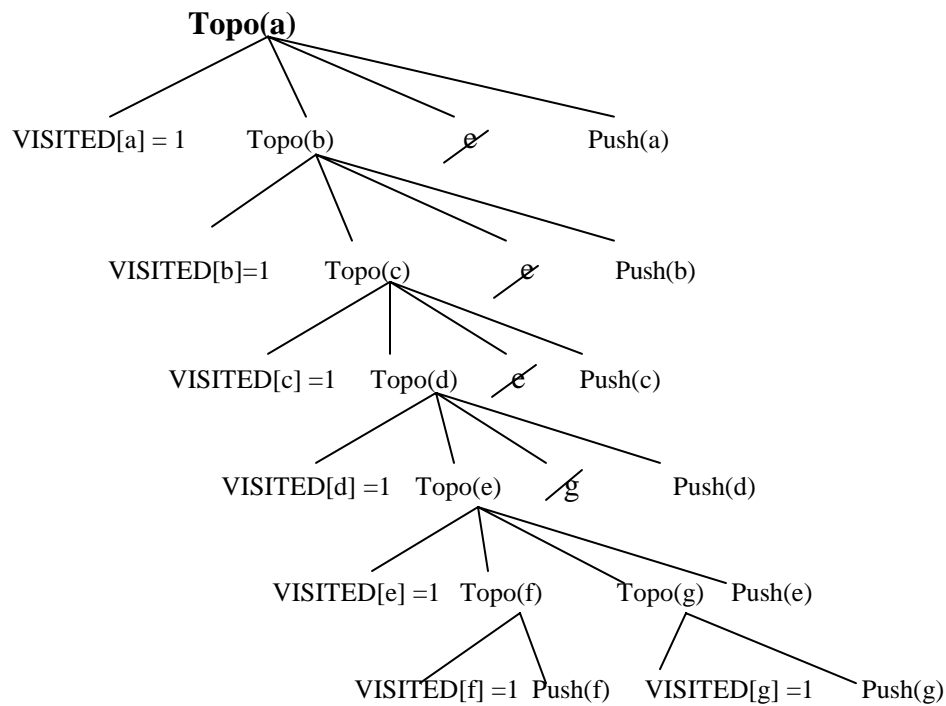 Topo(a)
VISITED[a] = 1 Topo(b) e Push(a)
VISITED[b]=1 Topo(c) e Push(b)
VISITED[c] =1 Topo(d) e Push(c)
VISITED[d] =1 Topo(e) g Push(d)
VISITED[e] =1 Topo(f) Topo(g) Push(e)
VISITED[f] =1 Push(f) VISITED[g] =1 Push(g)